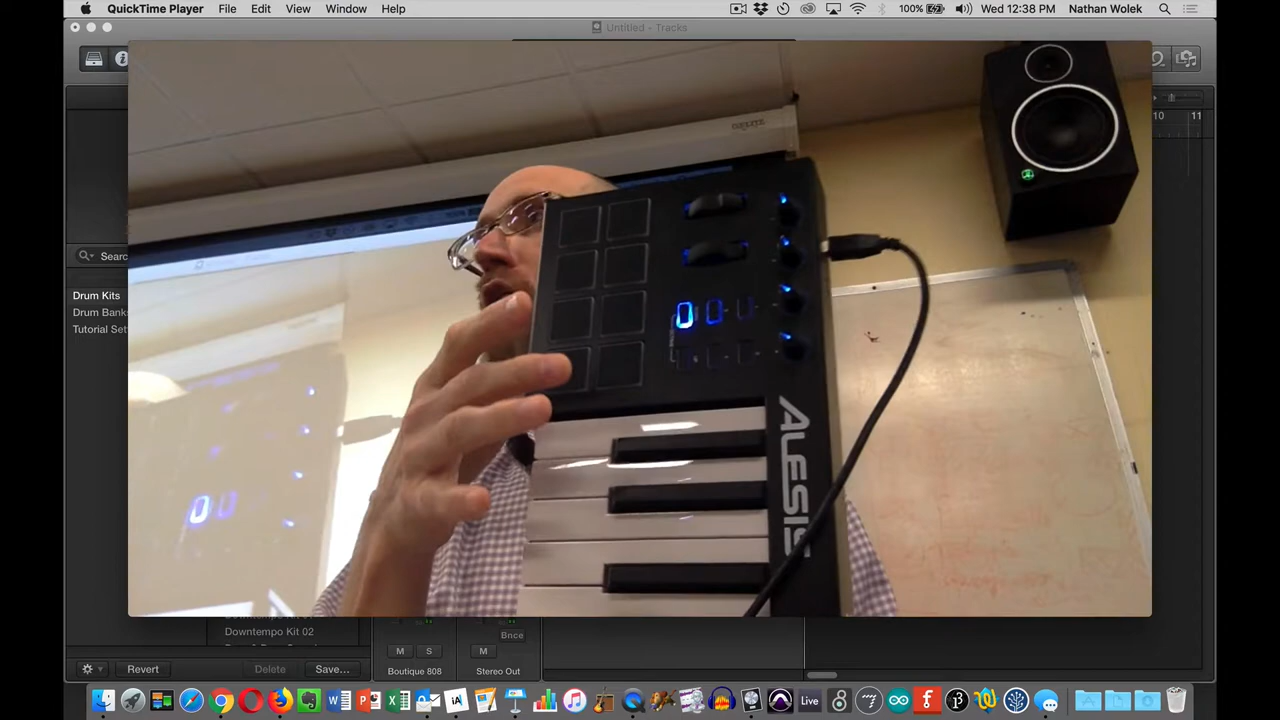 QuickTime Player File Edit View Window Help 100% Wed 12:38 PM Nathan Wolek
Untitled - Tracks
10 11
Searc
Drum Kits
Drum Banks
Tutorial Set
ALESIS
00
Downtempo Kit 02
Bnce
M S M
Revert Delete Save... Boutique 808 Stereo Out
Live